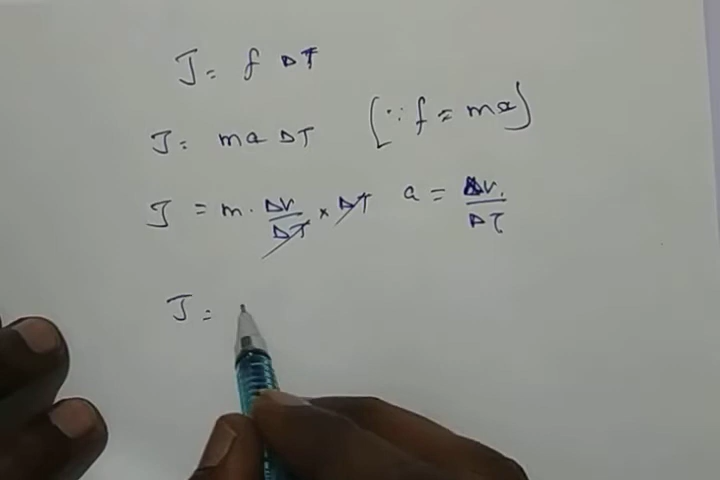 J = f ΔT
J = ma ΔT [∵ f = ma]
J = m · ΔV/ΔT × ΔT a = ΔV/ΔT
J =